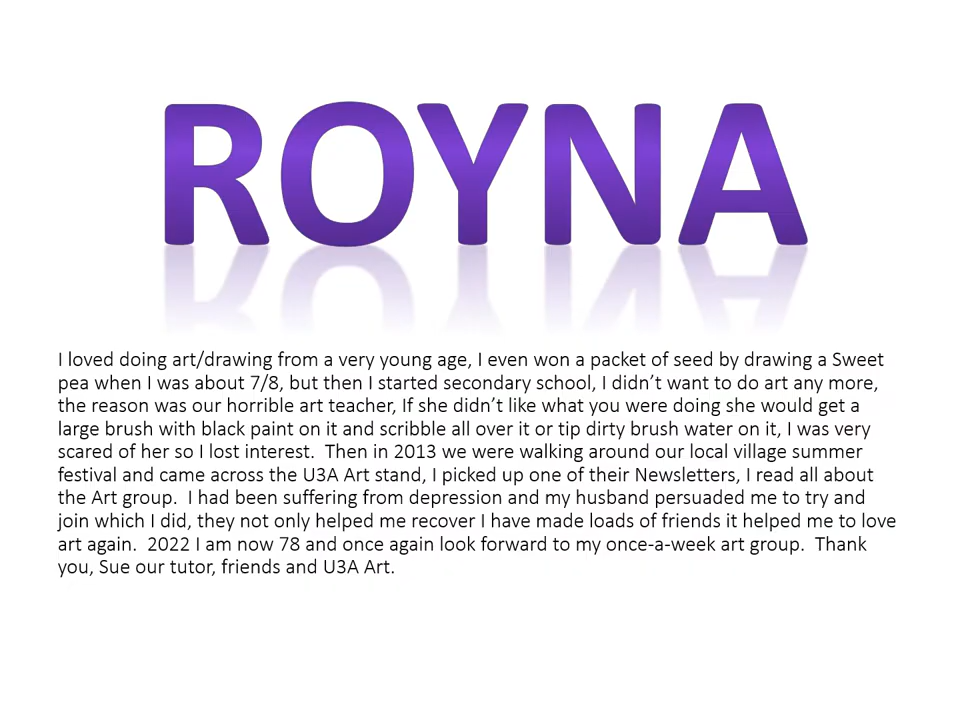 ROYNA
I loved doing art/drawing from a very young age, I even won a packet of seed by drawing a Sweet
pea when I was about 7/8, but then I started secondary school, I didn’t want to do art any more,
the reason was our horrible art teacher, If she didn’t like what you were doing she would get a
large brush with black paint on it and scribble all over it or tip dirty brush water on it, I was very
scared of her so I lost interest.  Then in 2013 we were walking around our local village summer
festival and came across the U3A Art stand, I picked up one of their Newsletters, I read all about
the Art group.  I had been suffering from depression and my husband persuaded me to try and
join which I did, they not only helped me recover I have made loads of friends it helped me to love
art again.  2022 I am now 78 and once again look forward to my once-a-week art group.  Thank
you, Sue our tutor, friends and U3A Art.